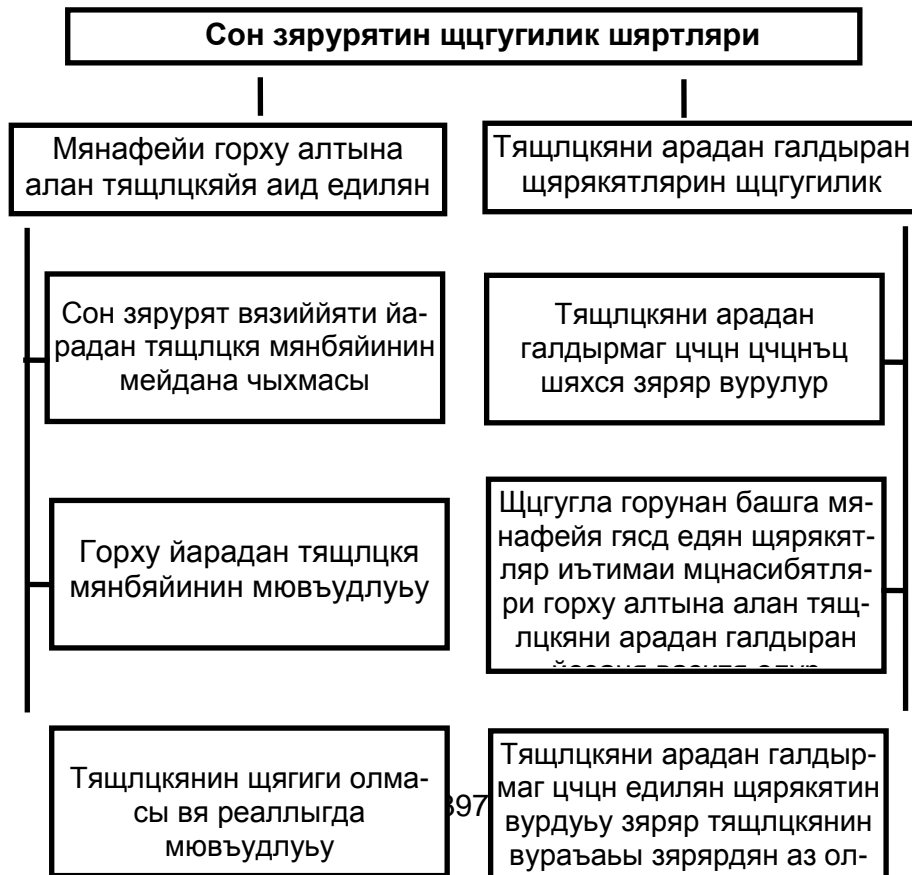 Сон зярурятин щцгугилик шяртляри
Мянафейи горху алтына
алан тящлцкяйя аид едилян
Тящлцкяни арадан галдыран
щярякятлярин щцгугилик
Сон зярурят вязиййяти йа-
радан тящлцкя мянбяйинин
мейдана чыхмасы
Тящлцкяни арадан
галдырмаг цчцн цчцнъц
шяхся зяряр вурулур
Горху йарадан тящлцкя
мянбяйинин мювъудлуьу
Щцгугла горунан башга мя-
нафейя гясд едян щярякят-
ляр иътимаи мцнасибятля-
ри горху алтына алан тящ-
лцкяни арадан галдыран
Тящлцкянин щягиги олма-
сы вя реаллыгда
мювъудлуьу
397
Тящлцкяни арадан галдыр-
маг цчцн едилян щярякятин
вурдуьу зяряр тящлцкянин
вураъаьы зярярдян аз ол-